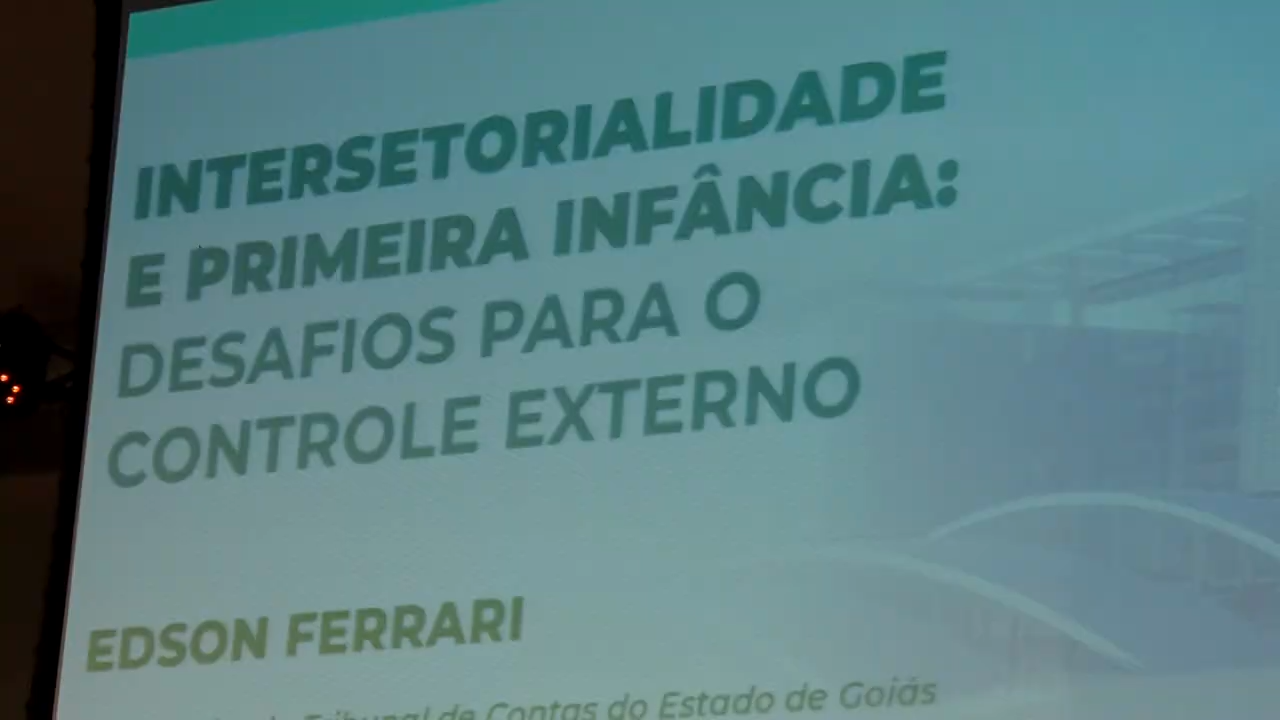 INTERSETORIALIDADE
E PRIMEIRA INFÂNCIA:
DESAFIOS PARA O
CONTROLE EXTERNO
EDSON FERRARI
Tribunal de Contas do Estado de Goiás